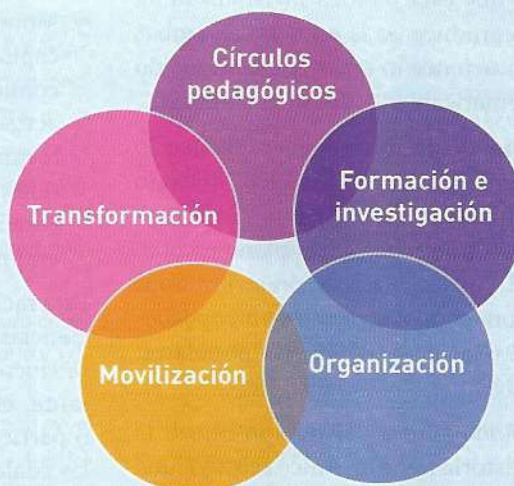 Círculos
pedagógicos
Formación e
investigación
Organización
Movilización
Transformación